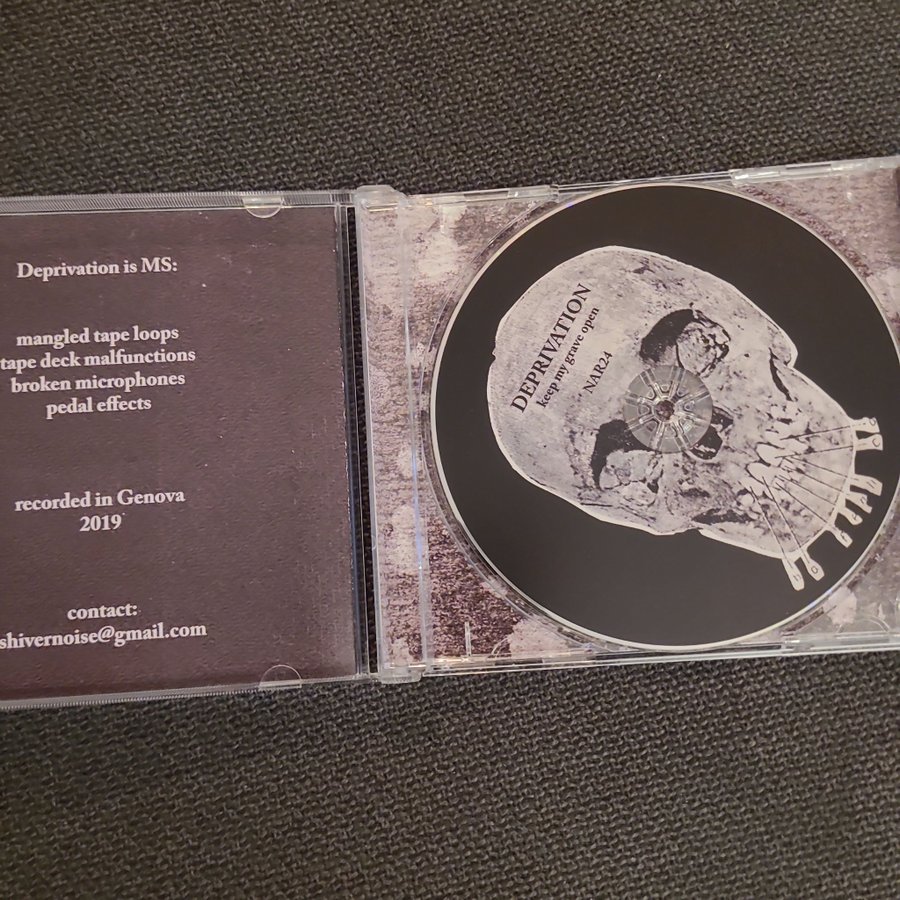 Deprivation is MS:
mangled tape loops
tape deck malfunctions
broken microphones
pedal effects
recorded in Genova
2019
contact:
shivernoise@gmail.com
DEPRIVATION
keep my grave open
NAR24